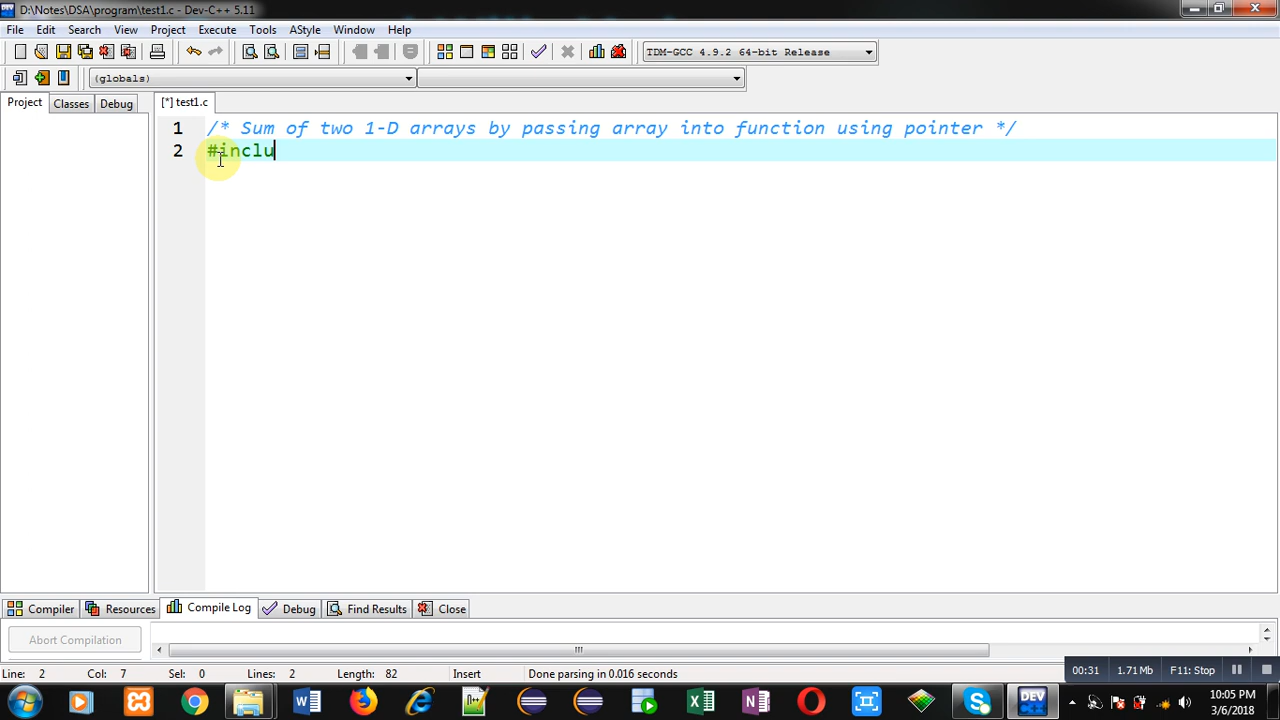 D:\Notes\DSA\program\test1.c - Dev-C++ 5.11
File Edit Search View Project Execute Tools AStyle Window Help
TDM-GCC 4.9.2 64-bit Release
(globals)
Project Classes Debug [*] test1.c
1 /* Sum of two 1-D arrays by passing array into function using pointer */
2 #inclu
Compiler Resources Compile Log Debug Find Results Close
Abort Compilation
Line: 2 Col: 7 Sel: 0 Lines: 2 Length: 82 Insert Done parsing in 0.016 seconds
00:31 1.71 Mb F11: Stop
DEV
10:05 PM
3/6/2018